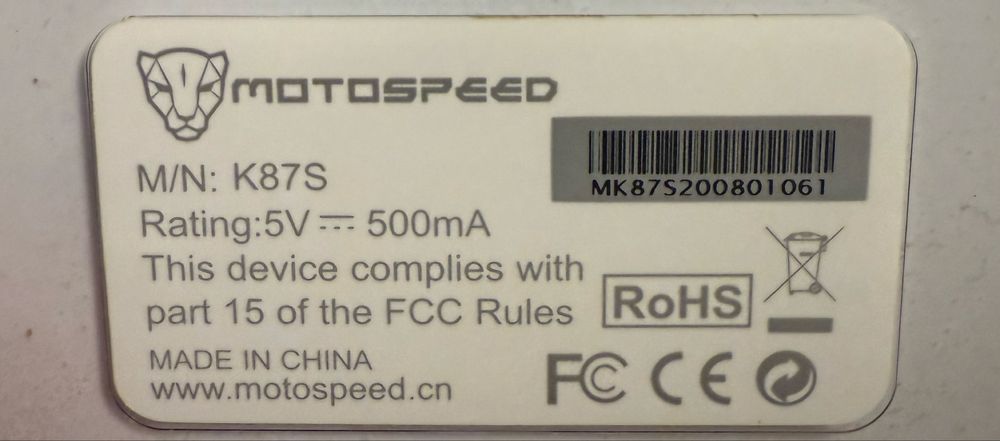 MOTOSPEED
M/N: K87S
MK87S200801061
Rating:5V ⎓ 500mA
This device complies with
part 15 of the FCC Rules
RoHS
MADE IN CHINA
www.motospeed.cn
FC CE